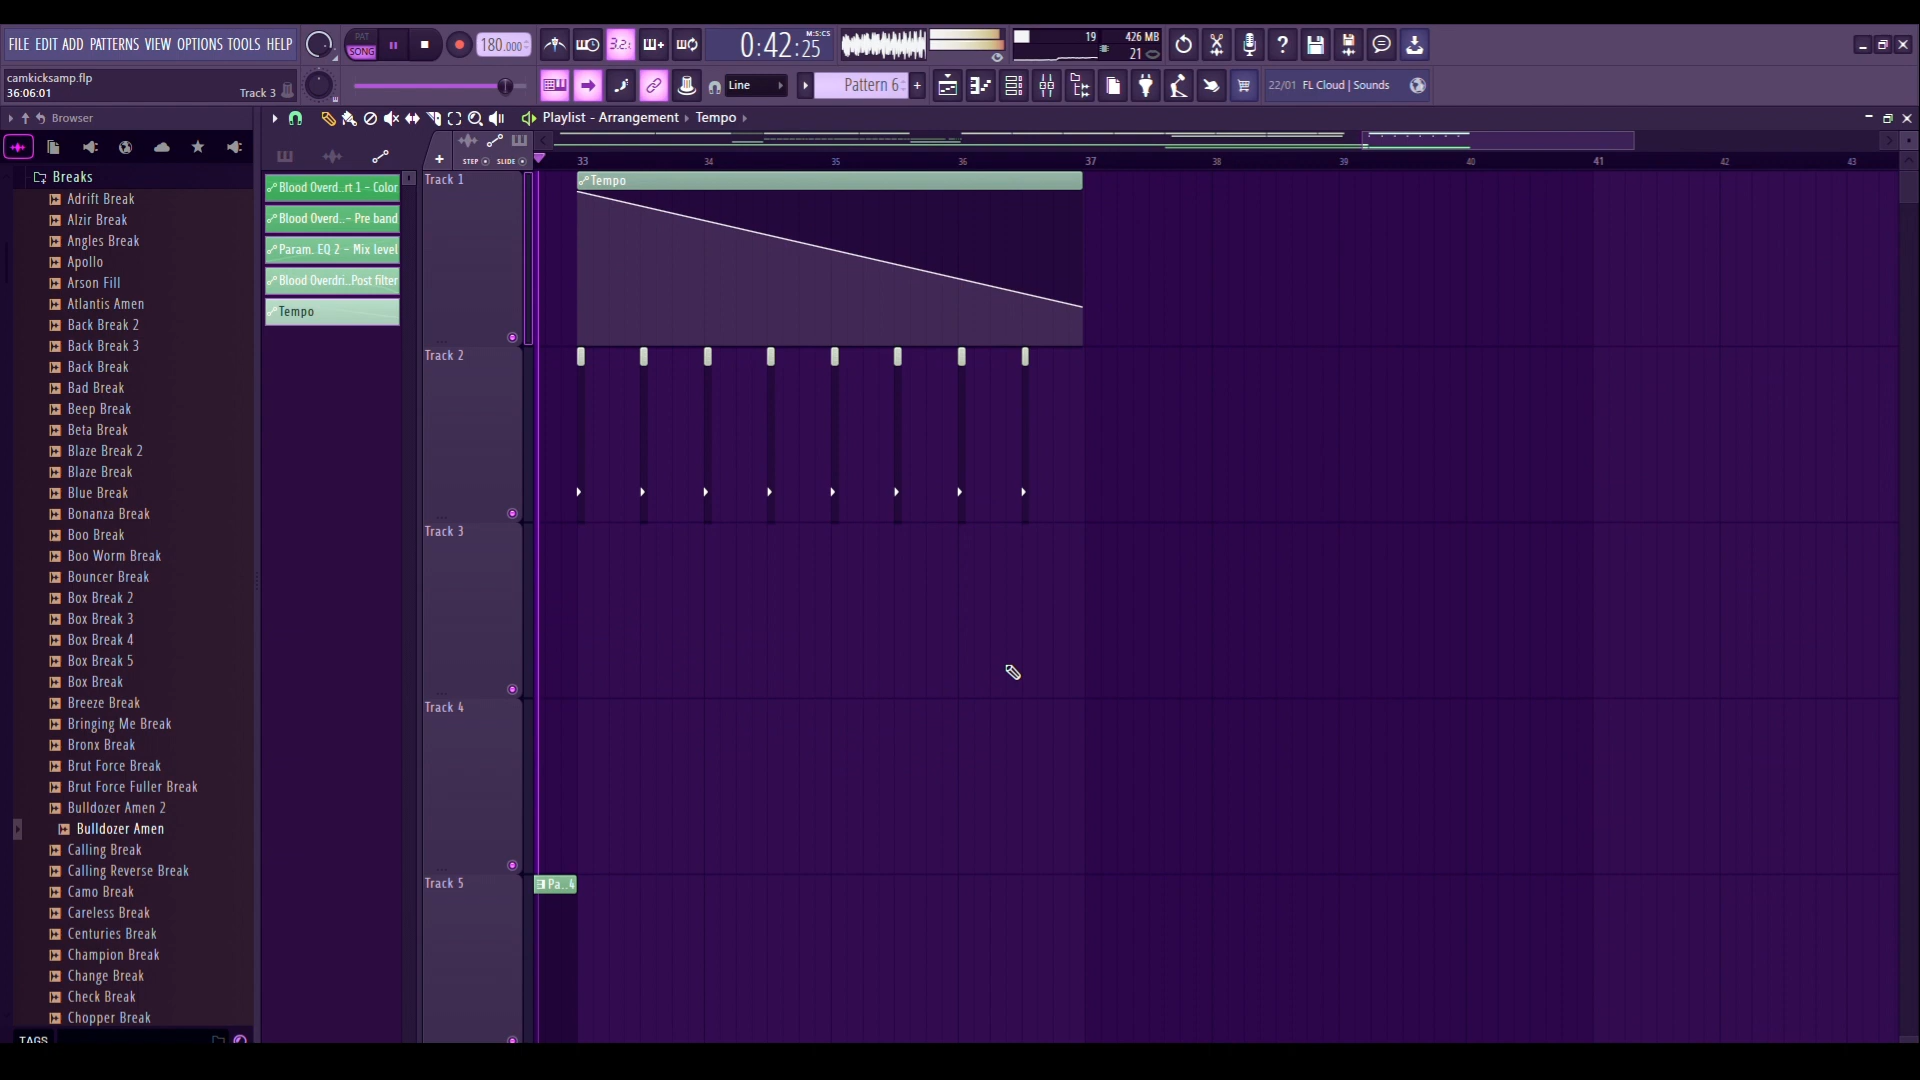 FILE EDIT ADD PATTERNS VIEW OPTIONS TOOLS HELP
PAT
SONG
180.000
3.2.
0:42:25
M:S:CS
19
426 MB
21
camkicksamp.flp
36:06:01
Track 3
Line
Pattern 6
+
22/01 FL Cloud | Sounds
Browser
Playlist - Arrangement
Tempo
STEP
SLIDE
33
34
35
36
37
38
39
40
41
42
43
Breaks
Adrift Break
Alzir Break
Angles Break
Apollo
Arson Fill
Atlantis Amen
Back Break 2
Back Break 3
Back Break
Bad Break
Beep Break
Beta Break
Blaze Break 2
Blaze Break
Blue Break
Bonanza Break
Boo Break
Boo Worm Break
Bouncer Break
Box Break 2
Box Break 3
Box Break 4
Box Break 5
Box Break
Breeze Break
Bringing Me Break
Bronx Break
Brut Force Break
Brut Force Fuller Break
Bulldozer Amen 2
Bulldozer Amen
Calling Break
Calling Reverse Break
Camo Break
Careless Break
Centuries Break
Champion Break
Change Break
Check Break
Chopper Break
TAGS
Blood Overd..rt 1 - Color
Blood Overd..- Pre band
Param. EQ 2 - Mix level
Blood Overdri..Post filter
Tempo
Track 1
Tempo
Track 2
Track 3
Track 4
Track 5
Pa..4